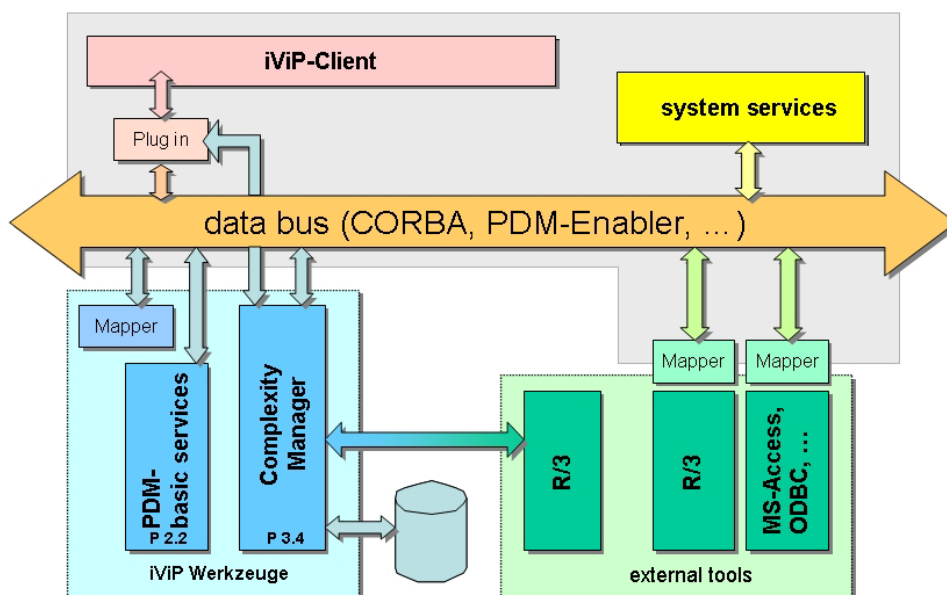 iViP-Client
system services
Plug in
data bus (CORBA, PDM-Enabler, ...)
Mapper
Mapper
Mapper
PDM-
basic services
P 2.2
Complexity
Manager
P 3.4
R/3
R/3
MS-Access,
ODBC, ...
iViP Werkzeuge
external tools